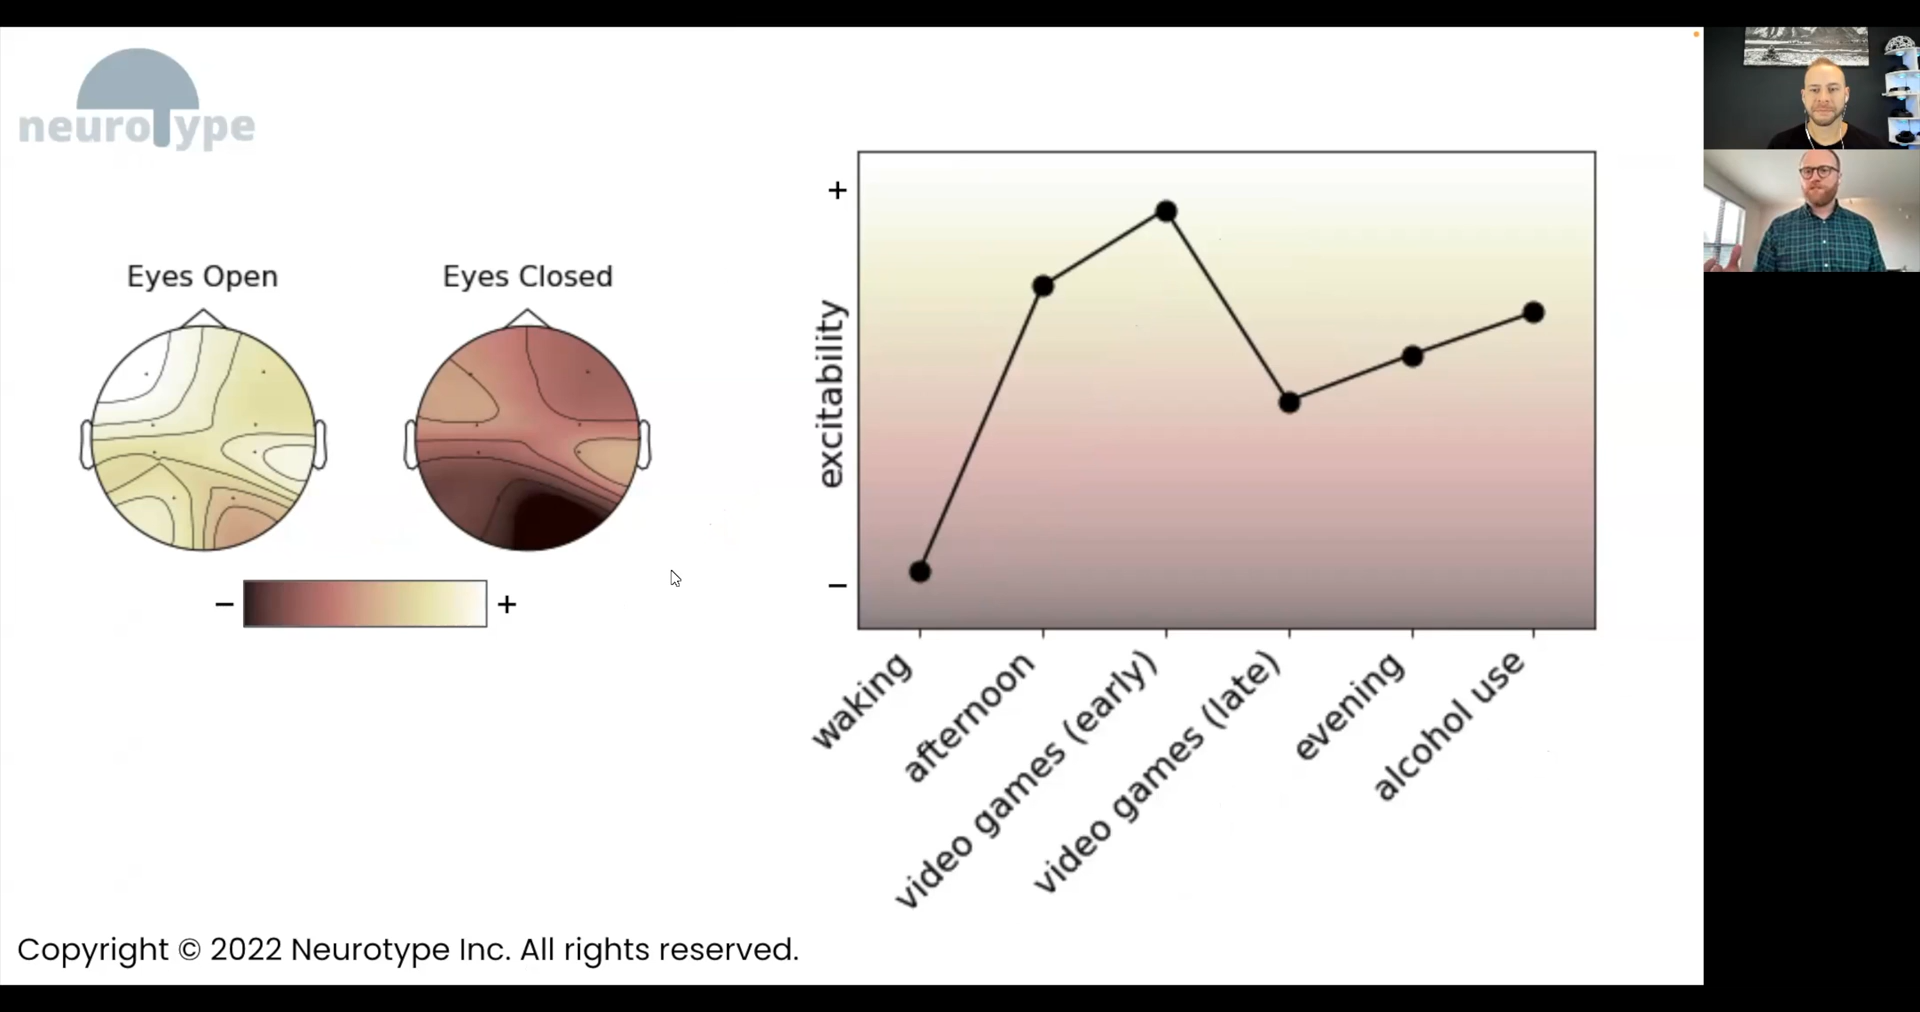 neuroType
Eyes Open
Eyes Closed
−
+
+
−
excitability
waking
afternoon
video games (early)
video games (late)
evening
alcohol use
Copyright © 2022 Neurotype Inc. All rights reserved.